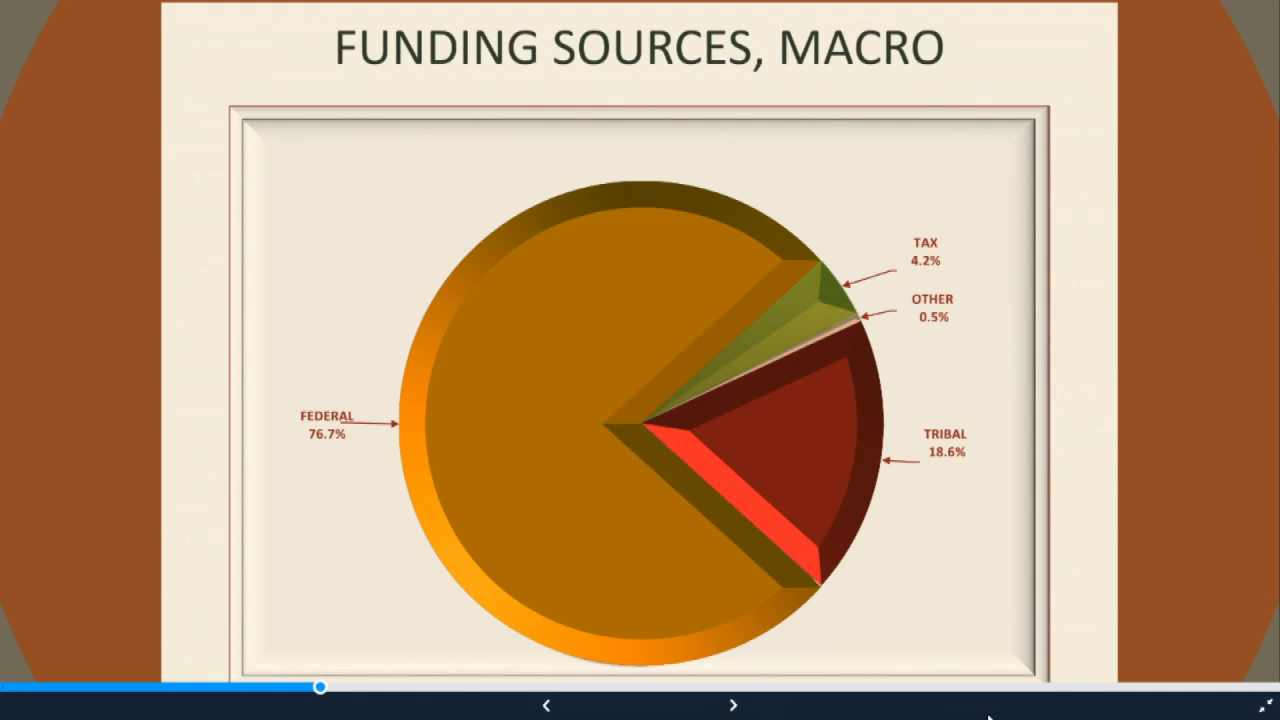 FUNDING SOURCES, MACRO
TAX
4.2%
OTHER
0.5%
FEDERAL
76.7%
TRIBAL
18.6%